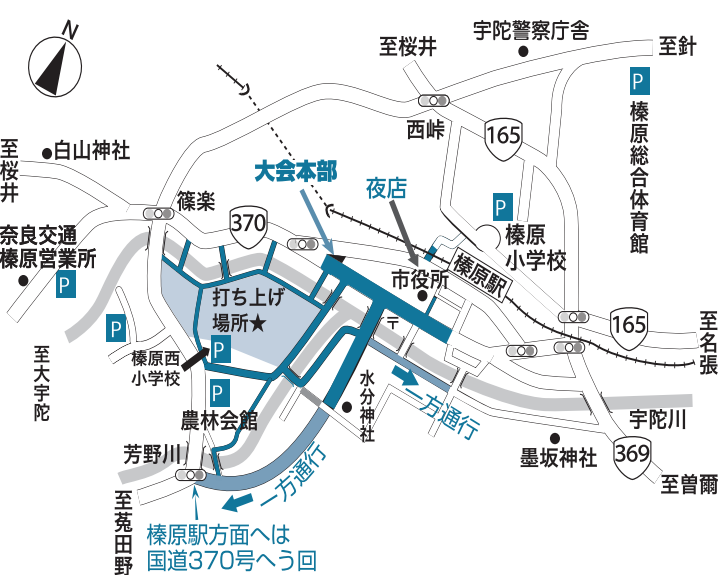 N
至桜井
宇陀警察庁舎
至針
P
榛原総合体育館
西峠
165
至桜井
白山神社
大会本部
夜店
篠楽
370
P
榛原
小学校
奈良交通
榛原営業所
P
市役所
榛原駅
打ち上げ
場所★
〒
165
至名張
P
P
榛原西
小学校
至大宇陀
P
農林会館
水分神社
一方通行
宇陀川
墨坂神社
369
至曽爾
芳野川
一方通行
至菟田野
榛原駅方面へは
国道370号へう回